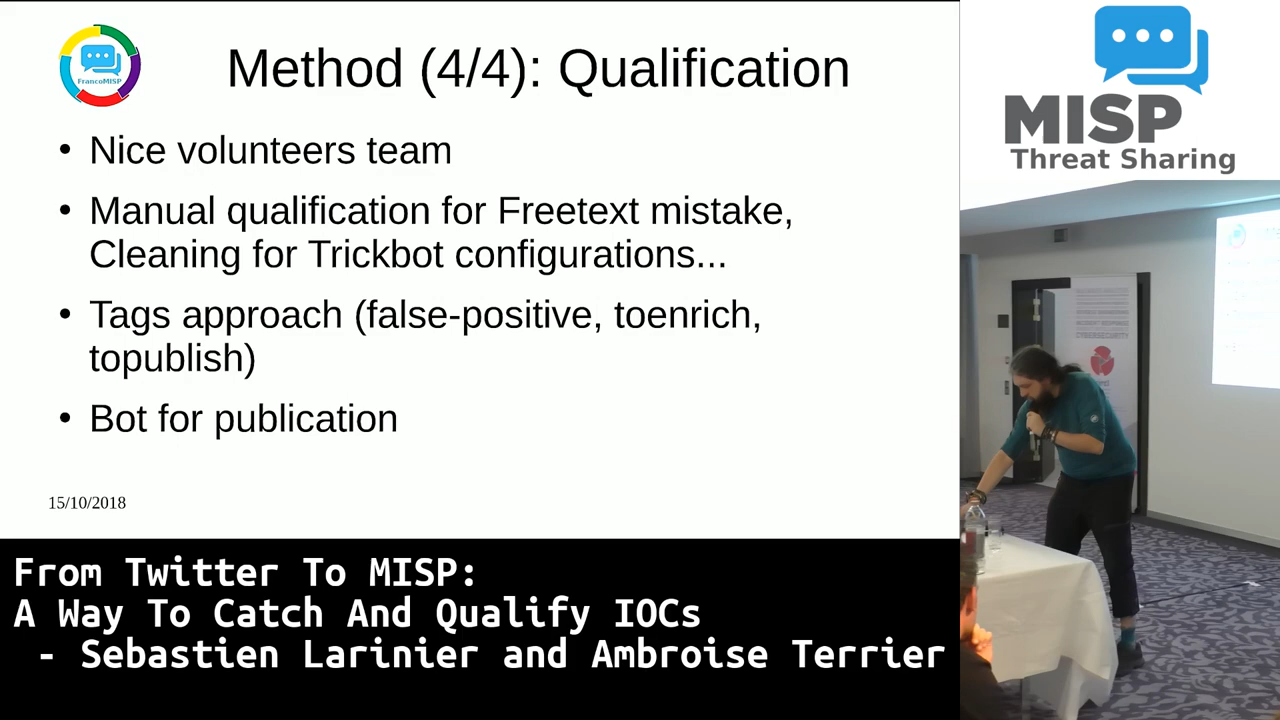 FrancoMISP
Method (4/4): Qualification
• Nice volunteers team
• Manual qualification for Freetext mistake,
Cleaning for Trickbot configurations...
• Tags approach (false-positive, toenrich,
topublish)
• Bot for publication
15/10/2018
MISP
Threat Sharing
CYBERSECURITY
From Twitter To MISP:
A Way To Catch And Qualify IOCs
- Sebastien Larinier and Ambroise Terrier